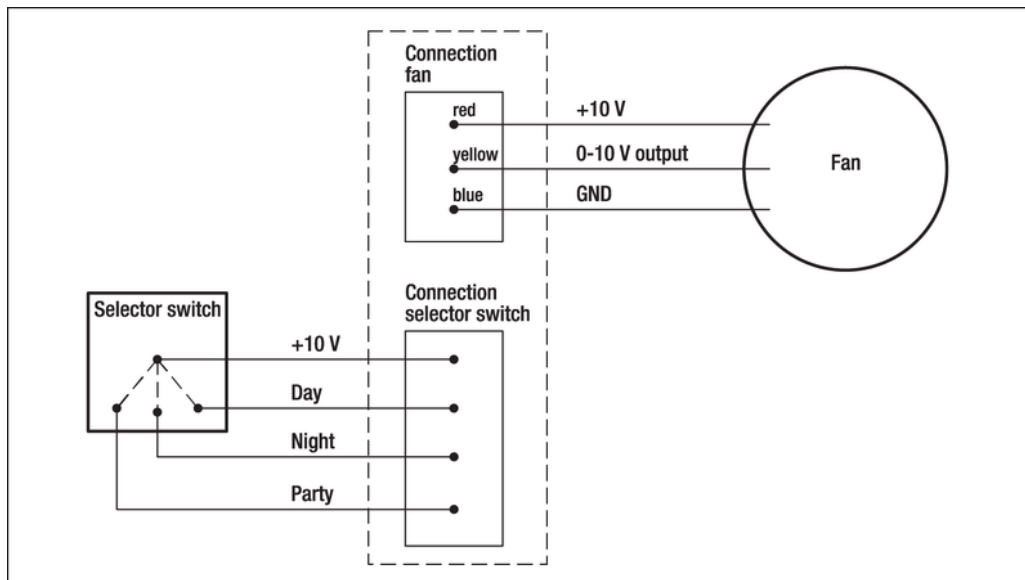 Connection
fan
red
+10 V
yellow
0-10 V output
blue
GND
Fan
Connection
selector switch
Selector switch
+10 V
Day
Night
Party